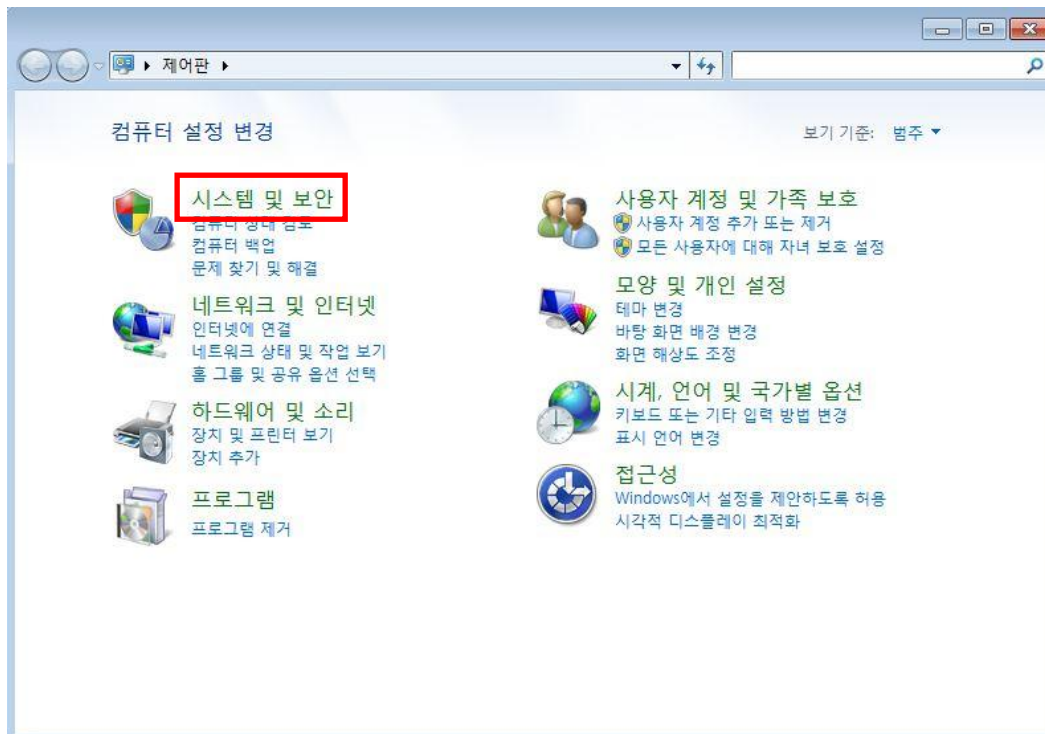 제어판
컴퓨터 설정 변경
보기 기준: 범주
시스템 및 보안
컴퓨터 상태 검토
컴퓨터 백업
문제 찾기 및 해결
네트워크 및 인터넷
인터넷에 연결
네트워크 상태 및 작업 보기
홈 그룹 및 공유 옵션 선택
하드웨어 및 소리
장치 및 프린터 보기
장치 추가
프로그램
프로그램 제거
사용자 계정 및 가족 보호
사용자 계정 추가 또는 제거
모든 사용자에 대해 자녀 보호 설정
모양 및 개인 설정
테마 변경
바탕 화면 배경 변경
화면 해상도 조정
시계, 언어 및 국가별 옵션
키보드 또는 기타 입력 방법 변경
표시 언어 변경
접근성
Windows에서 설정을 제안하도록 허용
시각적 디스플레이 최적화